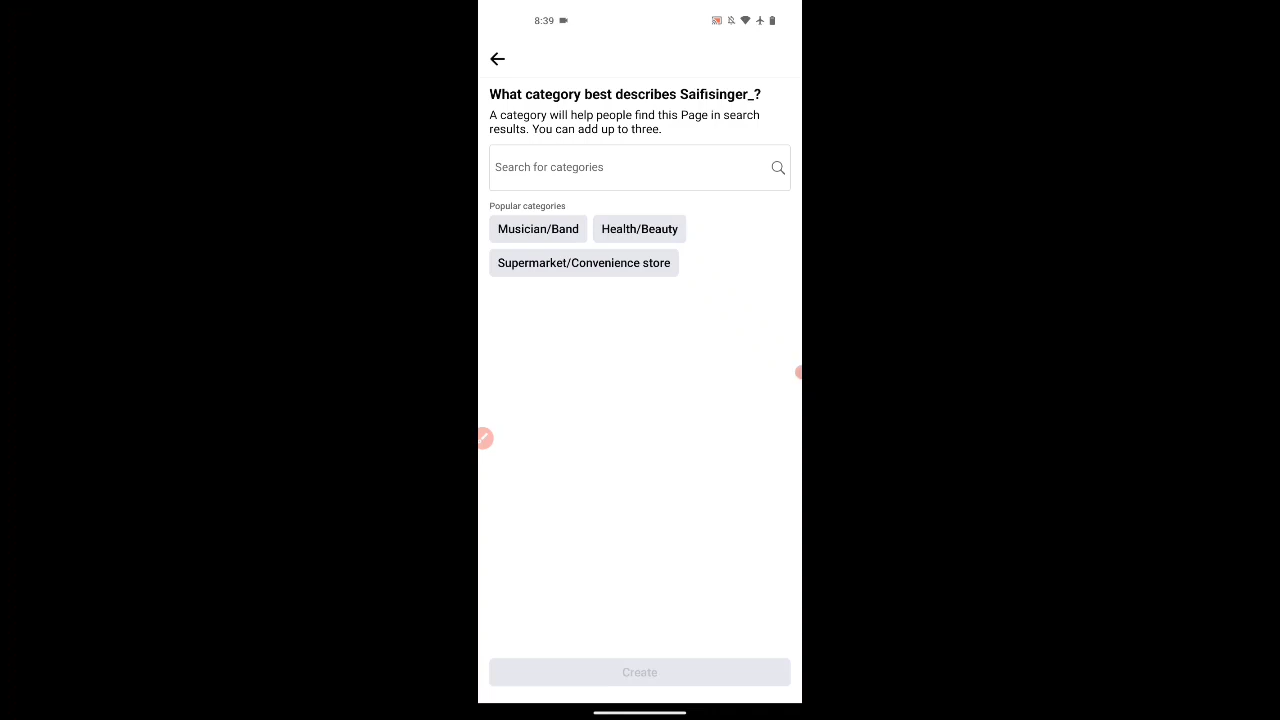 8:39
What category best describes Saifisinger_?
A category will help people find this Page in search
results. You can add up to three.
Search for categories
Popular categories
Musician/Band Health/Beauty
Supermarket/Convenience store
Create